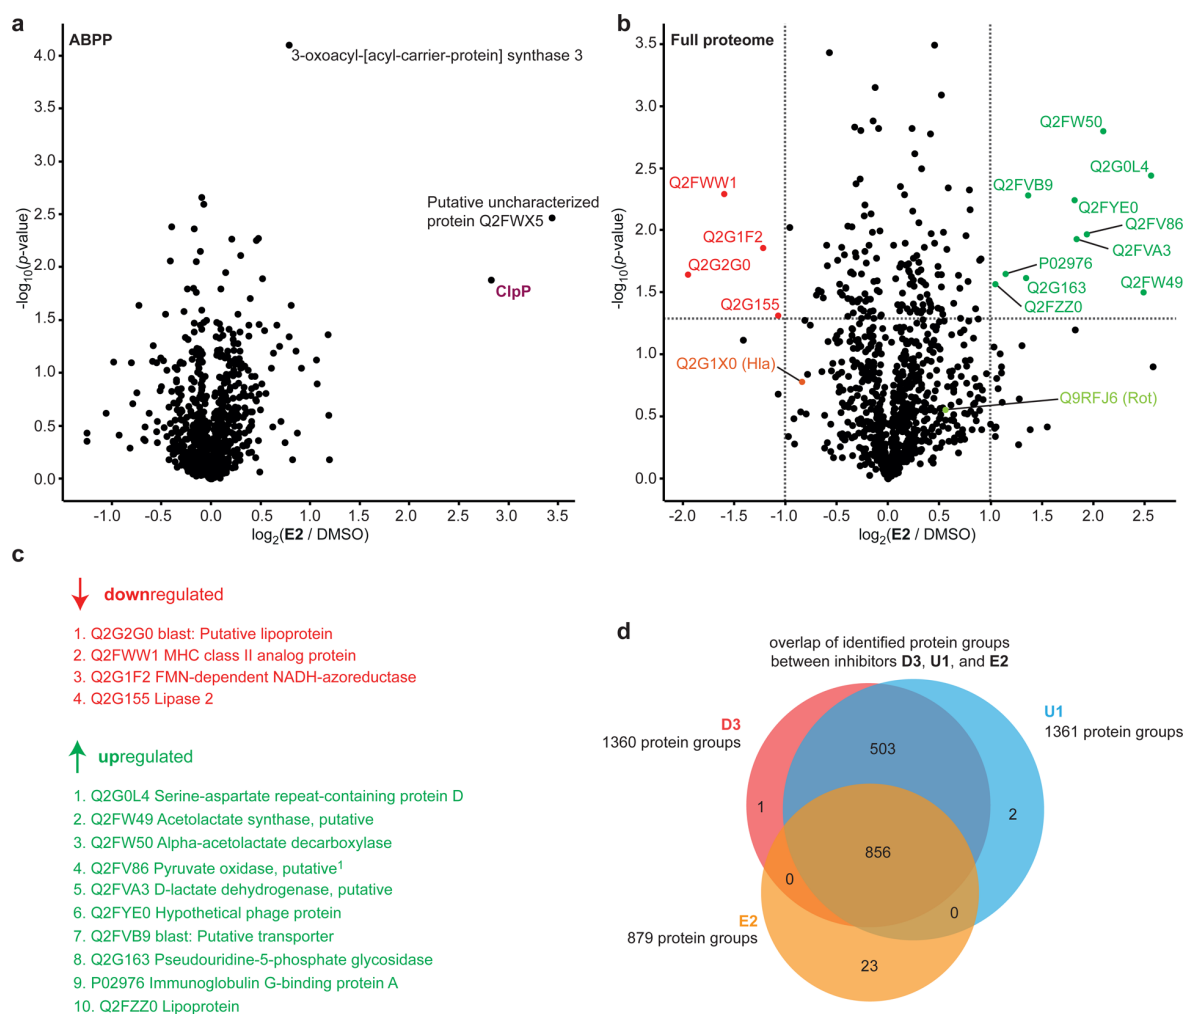 a
ABPP
4.0
3.5
3.0
2.5
2.0
1.5
1.0
0.5
0.0
-log10(p-value)
3-oxoacyl-[acyl-carrier-protein] synthase 3
Putative uncharacterized
protein Q2FWX5
ClpP
-1.0 -0.5 0.0 0.5 1.0 1.5 2.0 2.5 3.0 3.5
log2(E2 / DMSO)
b
Full proteome
3.5
3.0
2.5
2.0
1.5
1.0
0.5
0.0
-log10(p-value)
Q2FW50
Q2G0L4
Q2FWW1
Q2FVB9
Q2FYE0
Q2FV86
Q2G1F2
Q2FVA3
Q2G2G0
P02976
Q2G163
Q2FW49
Q2G155
Q2FZZ0
Q2G1X0 (Hla)
Q9RFJ6 (Rot)
-2.0 -1.5 -1.0 -0.5 0.0 0.5 1.0 1.5 2.0 2.5
log2(E2 / DMSO)
c
downregulated
1. Q2G2G0 blast: Putative lipoprotein
2. Q2FWW1 MHC class II analog protein
3. Q2G1F2 FMN-dependent NADH-azoreductase
4. Q2G155 Lipase 2
upregulated
1. Q2G0L4 Serine-aspartate repeat-containing protein D
2. Q2FW49 Acetolactate synthase, putative
3. Q2FW50 Alpha-acetolactate decarboxylase
4. Q2FV86 Pyruvate oxidase, putative1
5. Q2FVA3 D-lactate dehydrogenase, putative
6. Q2FYE0 Hypothetical phage protein
7. Q2FVB9 blast: Putative transporter
8. Q2G163 Pseudouridine-5-phosphate glycosidase
9. P02976 Immunoglobulin G-binding protein A
10. Q2FZZ0 Lipoprotein
d
overlap of identified protein groups
between inhibitors D3, U1, and E2
D3
1360 protein groups
U1
1361 protein groups
503
1
2
856
0
0
E2
879 protein groups
23